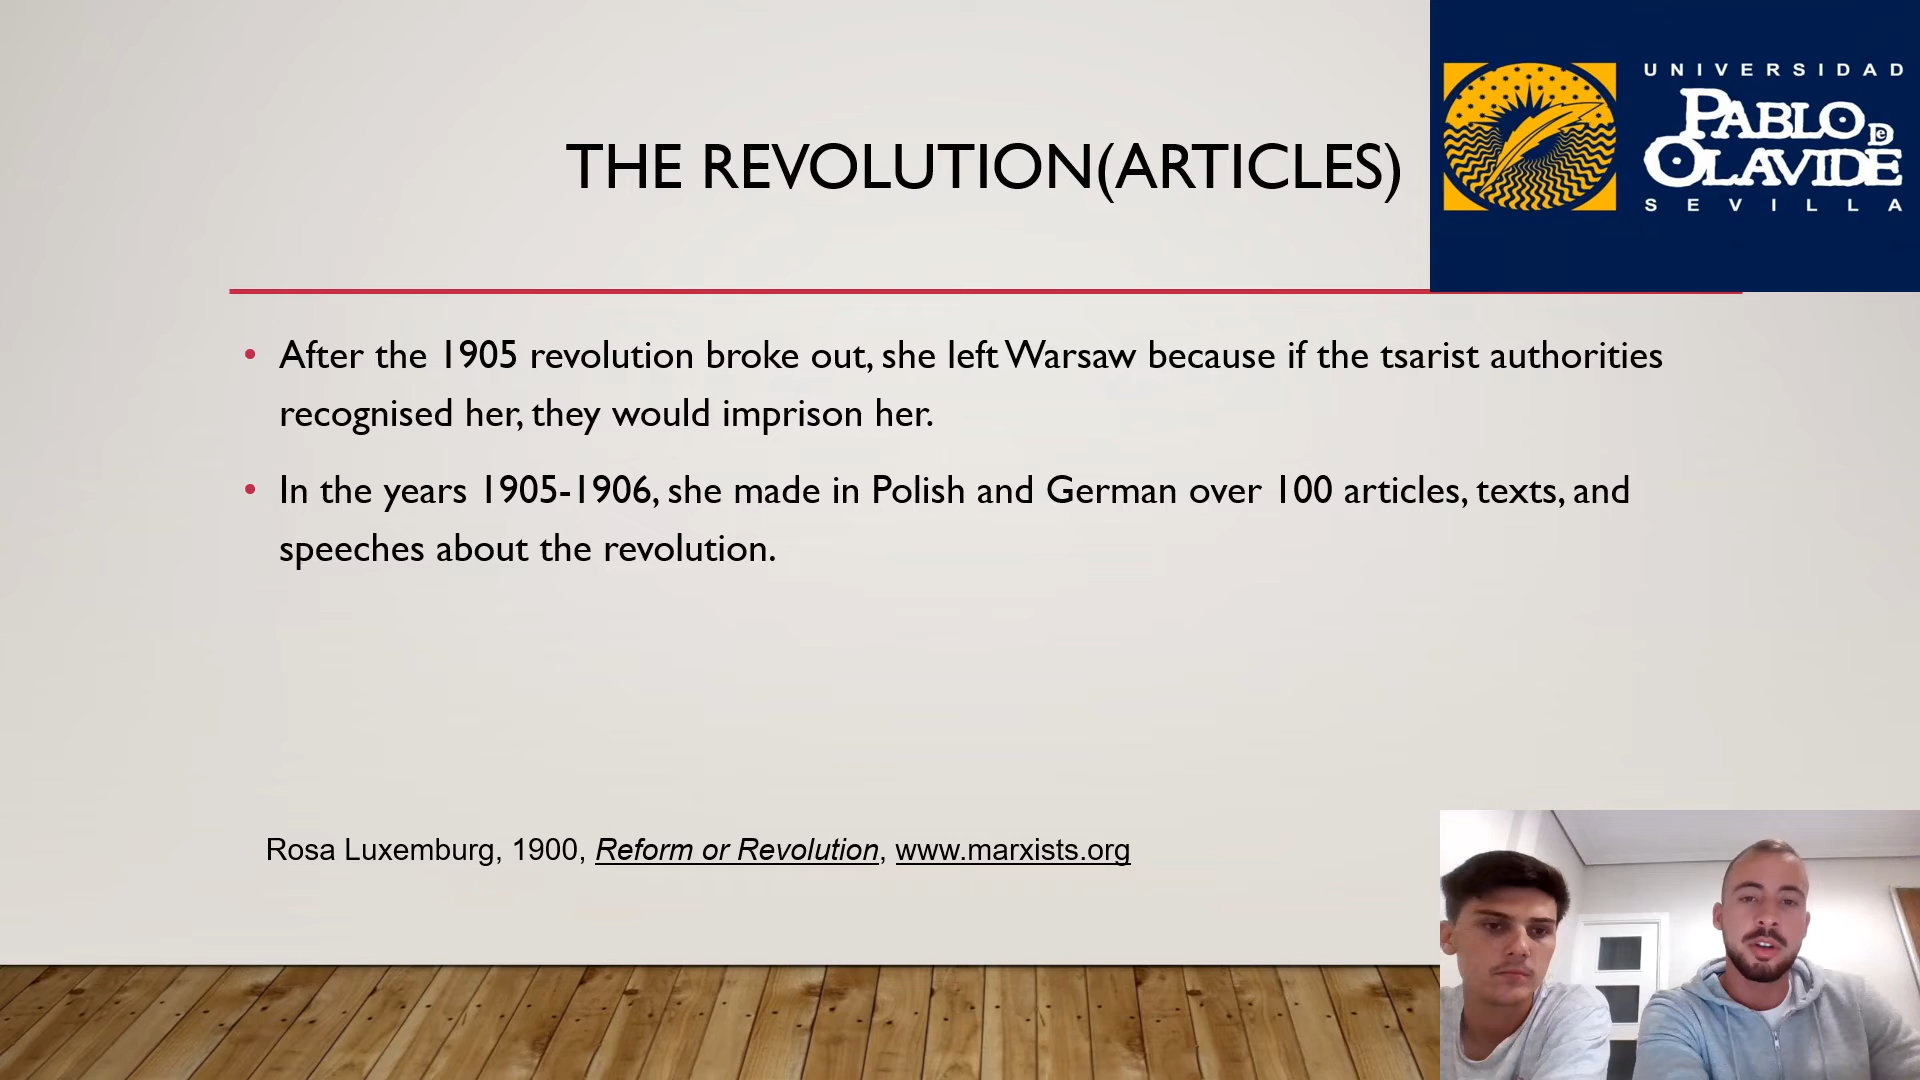 THE REVOLUTION(ARTICLES)
UNIVERSIDAD
PABLO DE
OLAVIDE
SEVILLA
• After the 1905 revolution broke out, she left Warsaw because if the tsarist authorities
recognised her, they would imprison her.
• In the years 1905-1906, she made in Polish and German over 100 articles, texts, and
speeches about the revolution.
Rosa Luxemburg, 1900, Reform or Revolution, www.marxists.org